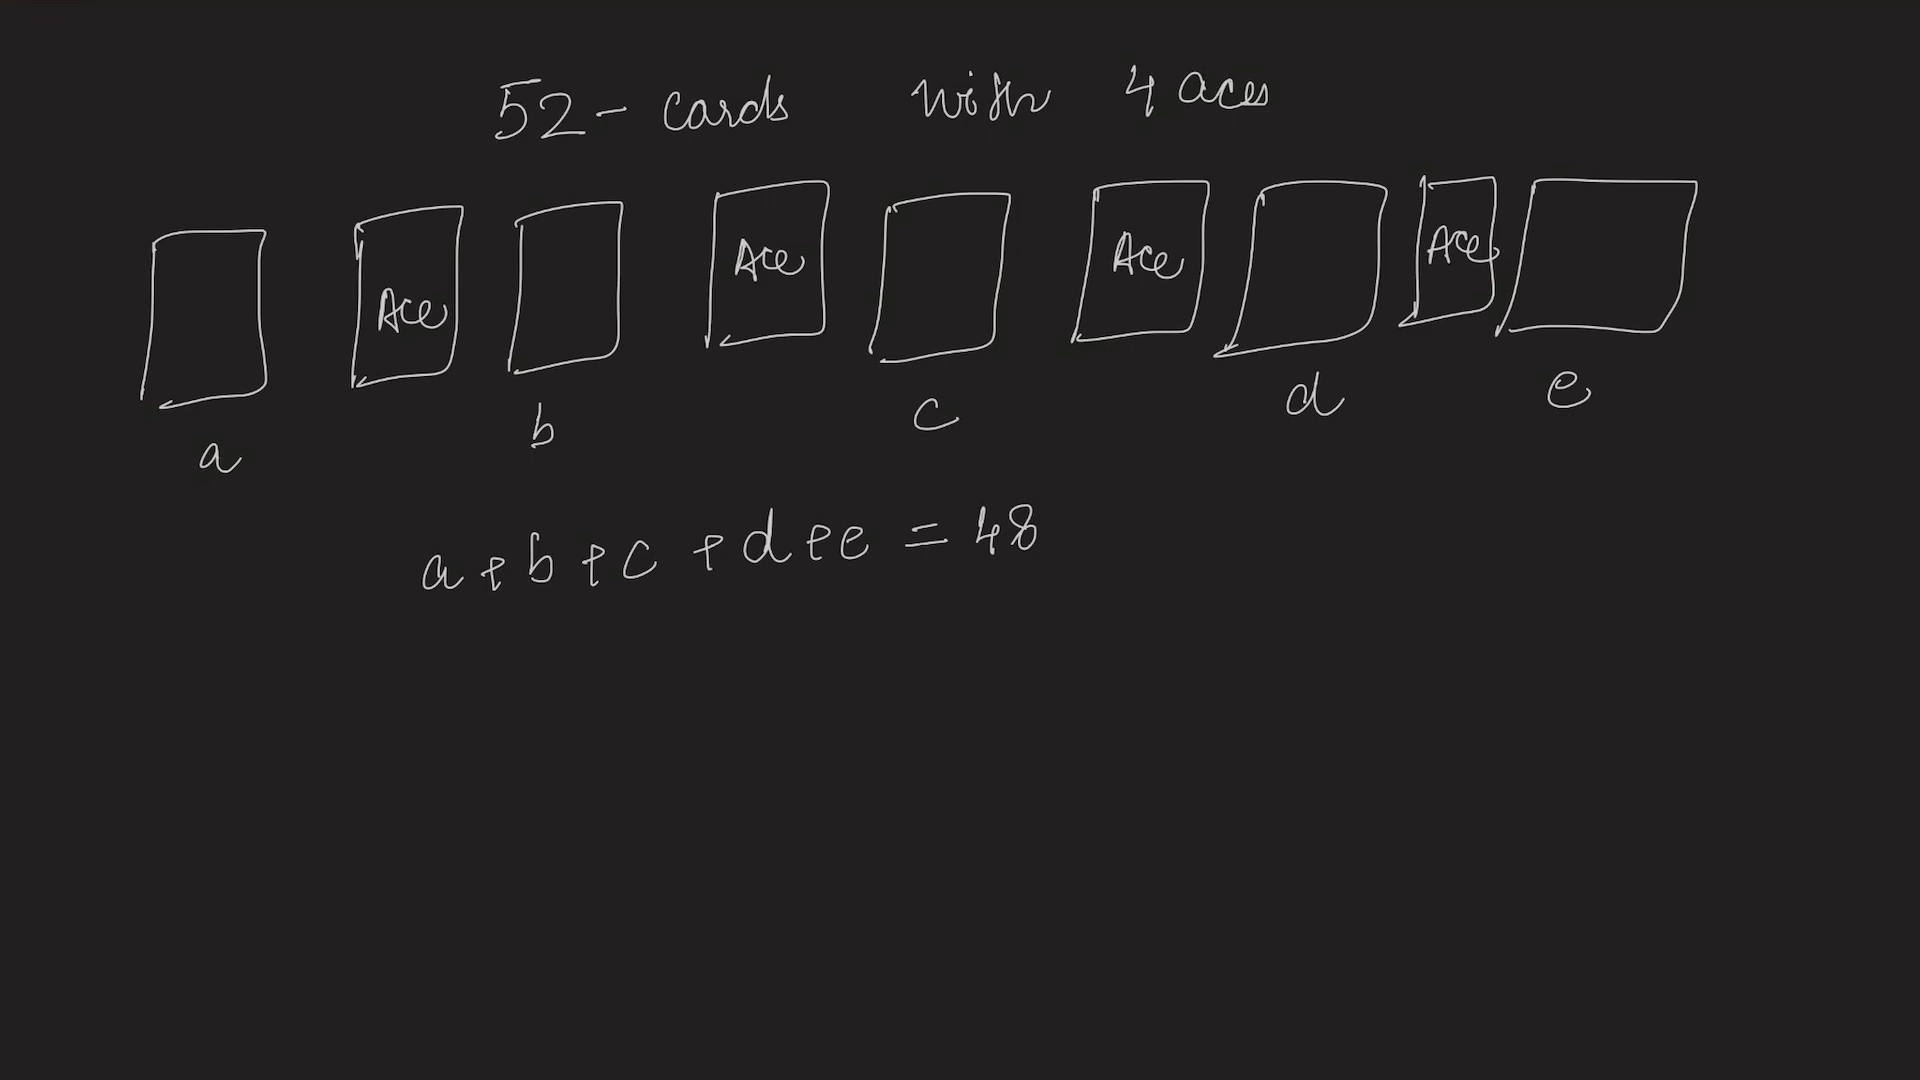 52- cards with 4 aces
Ace Ace Ace Ace
a b c d e
a + b + c + d + e = 48